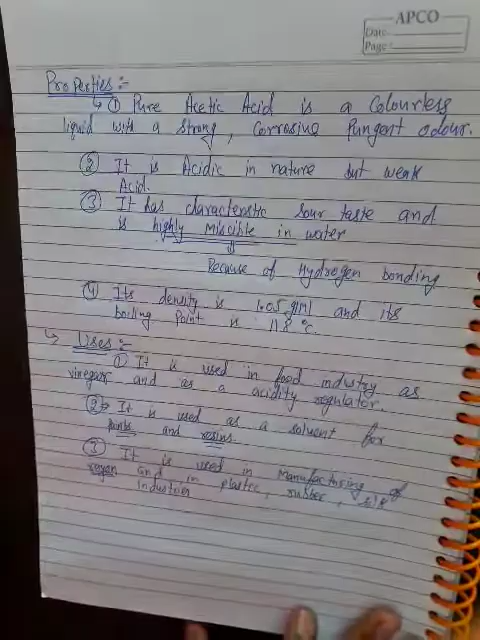 APCO
Date:
Page:
Properties :-
↳ ① Pure Acetic Acid is a Colourless
liquid with a strong, Corrosive Pungent odour.
② It is Acidic in nature but weak
Acid.
③ It has characterstic Sour taste and
is highly Miscible in water
⇓
Because of Hydrogen bonding
④ Its density is 1.05 g/ml and its
boiling Point is 118 °C.
↳ Uses :-
① It is used in food industry as
vinegar and as a acidity regulator.
② → It is used as a solvent for
paints and resins.
③ It is used in Manufacturing of
rayon and in plastic, rubber, silk
Industries